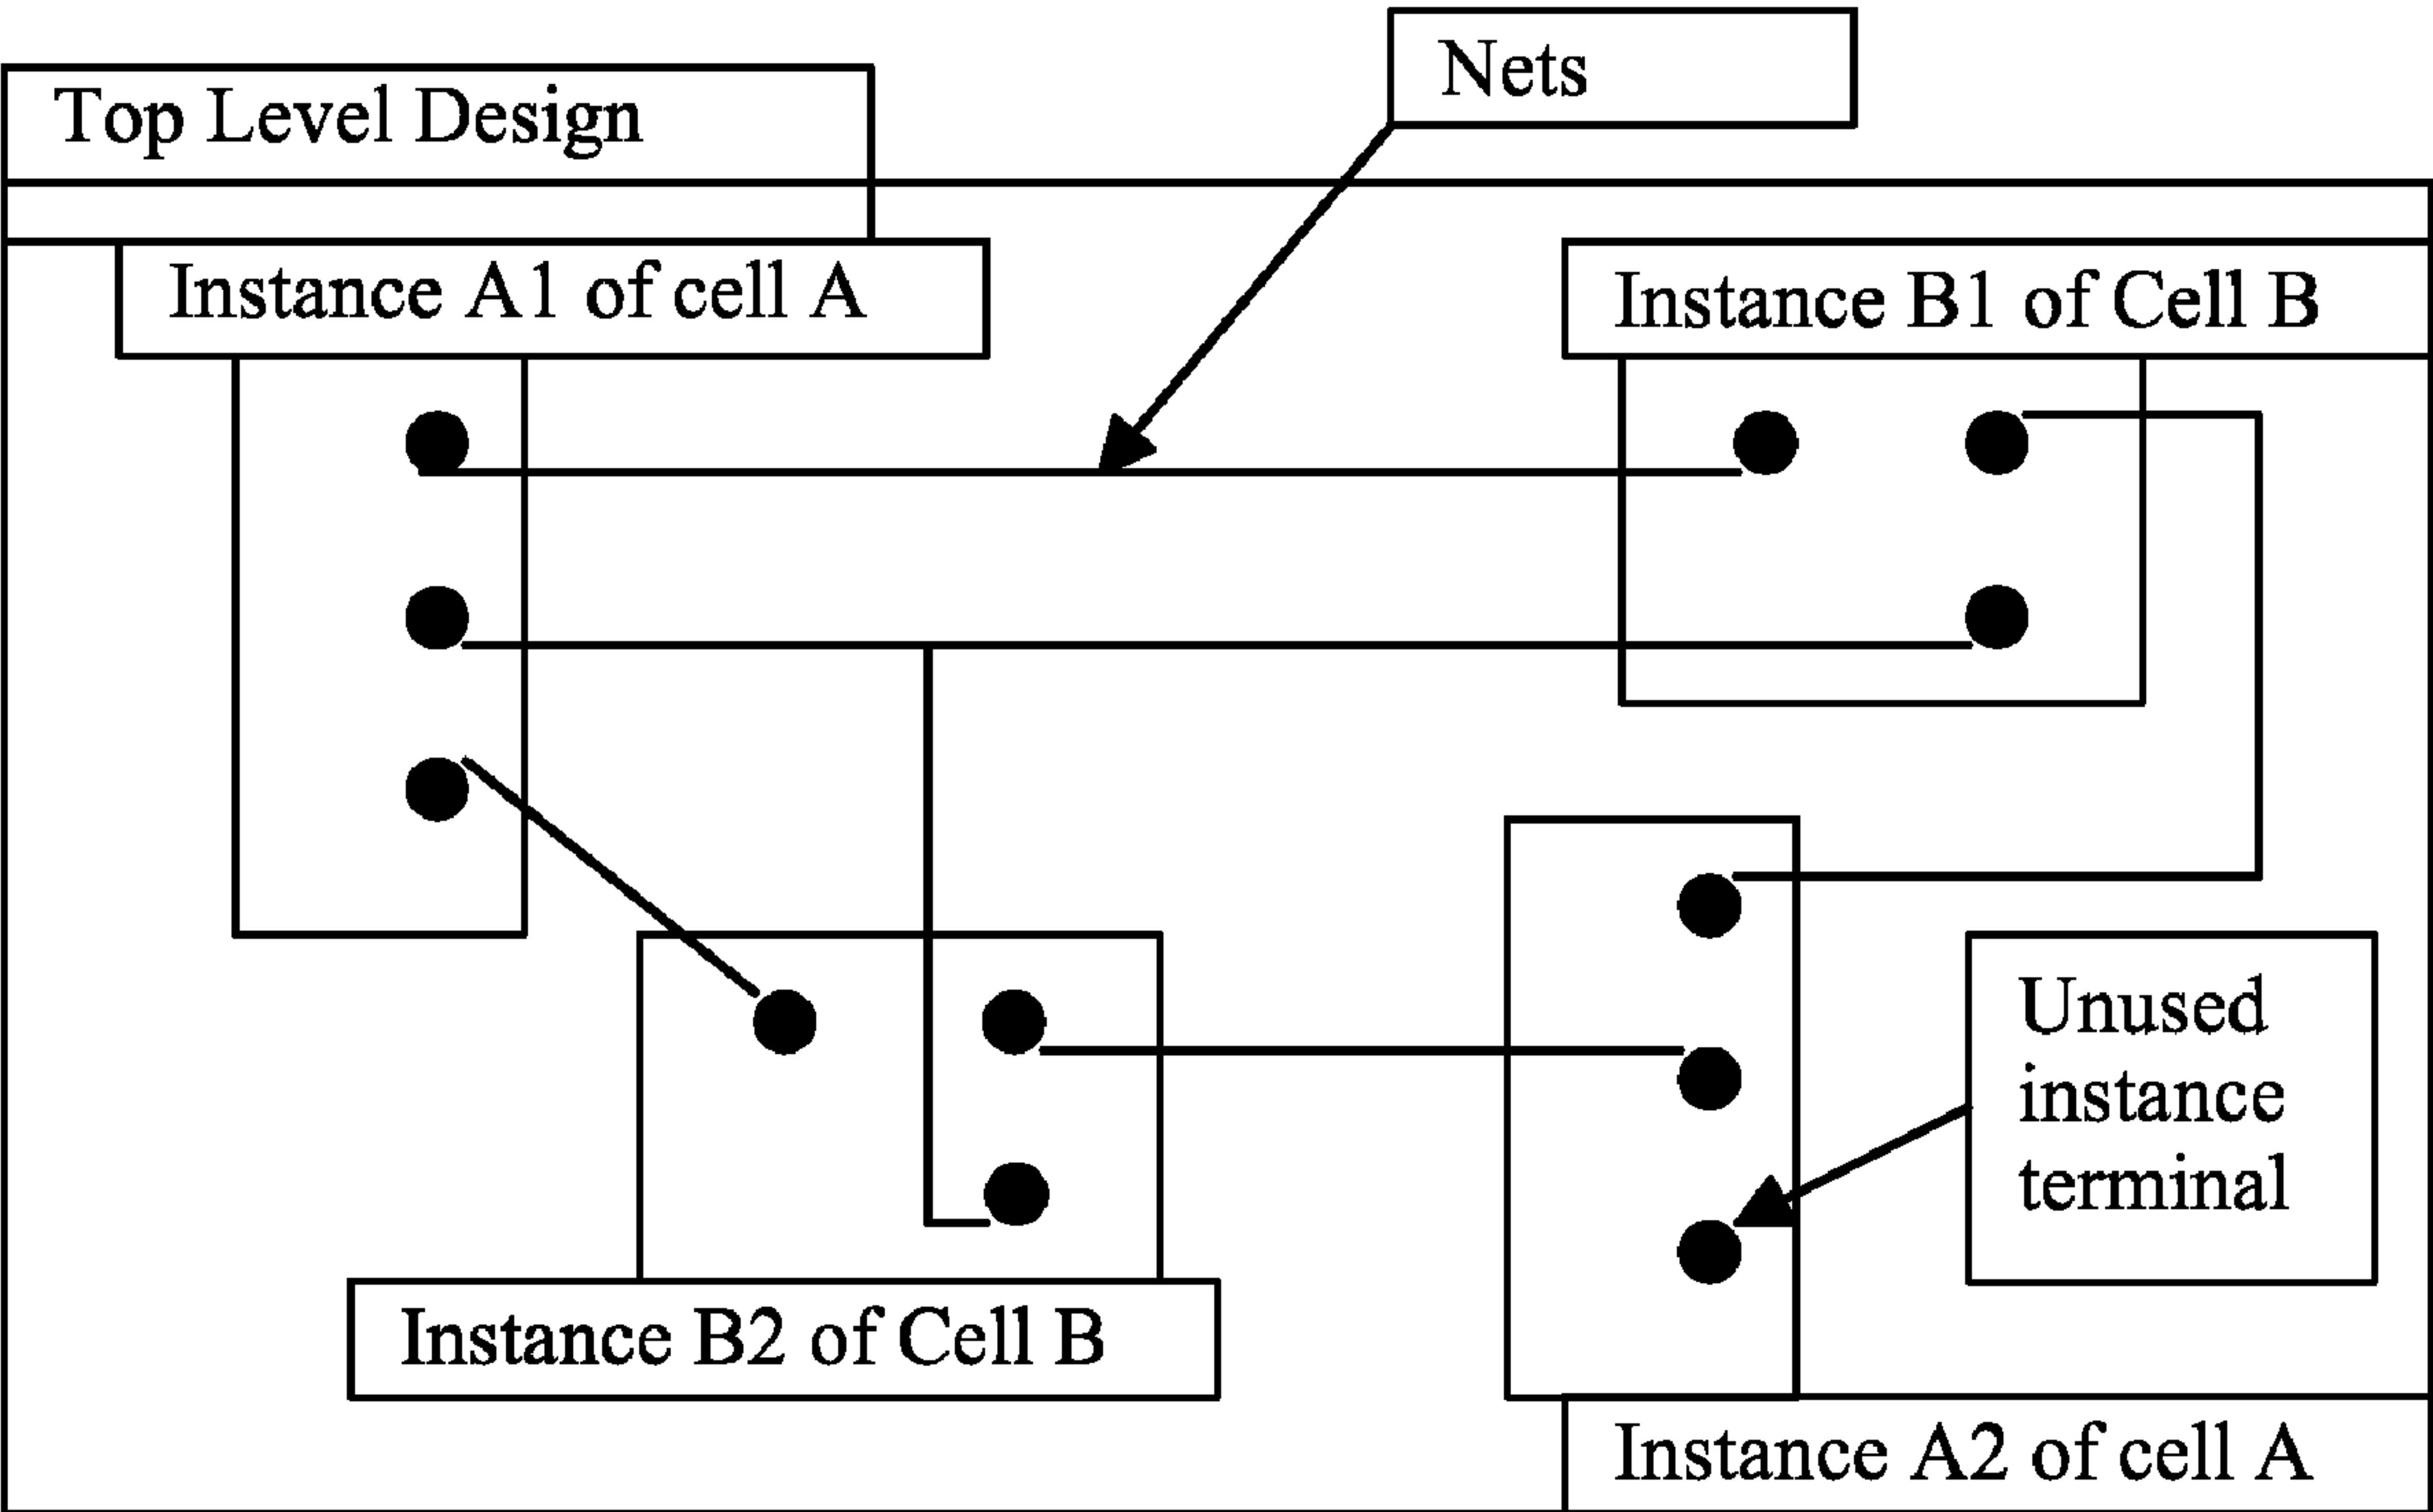 Nets
Top Level Design
Instance A1 of cell A
Instance B1 of Cell B
Unused
instance
terminal
Instance B2 of Cell B
Instance A2 of cell A